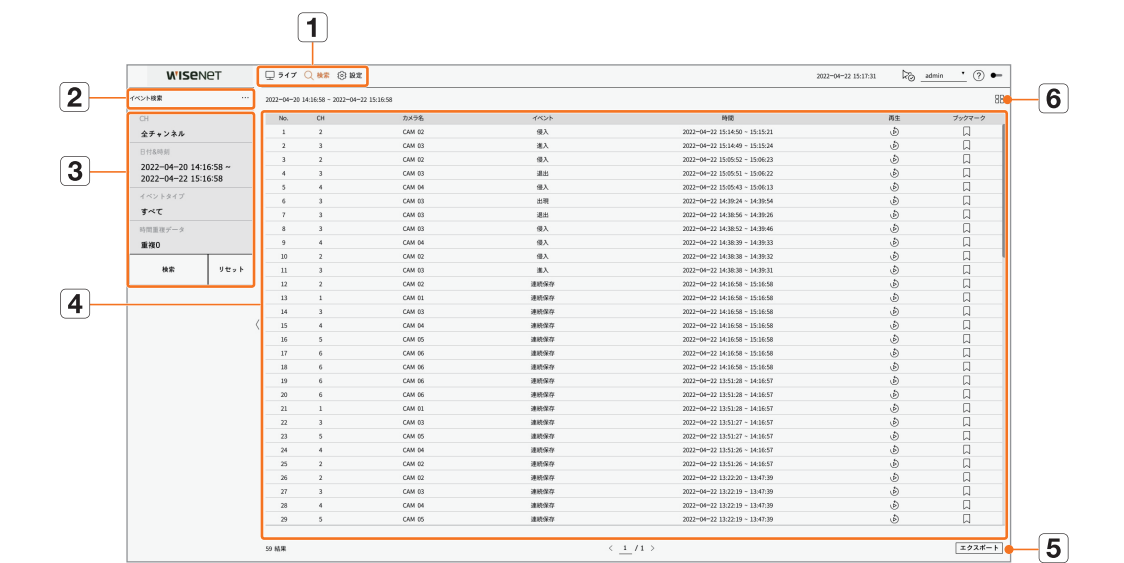 1
WISENET
ライブ 検索 設定
2022-04-22 15:17:31
admin
?
2
イベント検索 ...
2022-04-20 14:16:58 ~ 2022-04-22 15:16:58
6
3
CH
全チャンネル
日付&時刻
2022-04-20 14:16:58 ~
2022-04-22 15:16:58
イベントタイプ
すべて
時間重複データ
重複0
検索 リセット
4
No. CH カメラ名 イベント 時間 再生 ブックマーク
1 2 CAM 02 侵入 2022-04-22 15:14:50 ~ 15:15:21
2 3 CAM 03 進入 2022-04-22 15:14:49 ~ 15:15:24
3 2 CAM 02 侵入 2022-04-22 15:05:52 ~ 15:06:23
4 3 CAM 03 退出 2022-04-22 15:05:51 ~ 15:06:22
5 4 CAM 04 侵入 2022-04-22 15:05:43 ~ 15:06:13
6 3 CAM 03 出現 2022-04-22 14:39:24 ~ 14:39:54
7 3 CAM 03 退出 2022-04-22 14:38:56 ~ 14:39:26
8 3 CAM 03 侵入 2022-04-22 14:38:52 ~ 14:39:46
9 4 CAM 04 侵入 2022-04-22 14:38:39 ~ 14:39:33
10 2 CAM 02 侵入 2022-04-22 14:38:38 ~ 14:39:32
11 3 CAM 03 進入 2022-04-22 14:38:38 ~ 14:39:31
12 2 CAM 02 連続保存 2022-04-22 14:16:58 ~ 15:16:58
13 1 CAM 01 連続保存 2022-04-22 14:16:58 ~ 15:16:58
14 3 CAM 03 連続保存 2022-04-22 14:16:58 ~ 15:16:58
15 4 CAM 04 連続保存 2022-04-22 14:16:58 ~ 15:16:58
16 5 CAM 05 連続保存 2022-04-22 14:16:58 ~ 15:16:58
17 6 CAM 06 連続保存 2022-04-22 14:16:58 ~ 15:16:58
18 6 CAM 06 連続保存 2022-04-22 14:16:58 ~ 15:16:58
19 6 CAM 06 連続保存 2022-04-22 13:51:28 ~ 14:16:57
20 6 CAM 06 連続保存 2022-04-22 13:51:28 ~ 14:16:57
21 1 CAM 01 連続保存 2022-04-22 13:51:28 ~ 14:16:57
22 3 CAM 03 連続保存 2022-04-22 13:51:27 ~ 14:16:57
23 5 CAM 05 連続保存 2022-04-22 13:51:27 ~ 14:16:57
24 4 CAM 04 連続保存 2022-04-22 13:51:26 ~ 14:16:57
25 2 CAM 02 連続保存 2022-04-22 13:51:26 ~ 14:16:57
26 2 CAM 02 連続保存 2022-04-22 13:22:20 ~ 13:47:39
27 3 CAM 03 連続保存 2022-04-22 13:22:19 ~ 13:47:39
28 4 CAM 04 連続保存 2022-04-22 13:22:19 ~ 13:47:39
29 5 CAM 05 連続保存 2022-04-22 13:22:19 ~ 13:47:39
59 結果
< 1 / 1 >
エクスポート
5